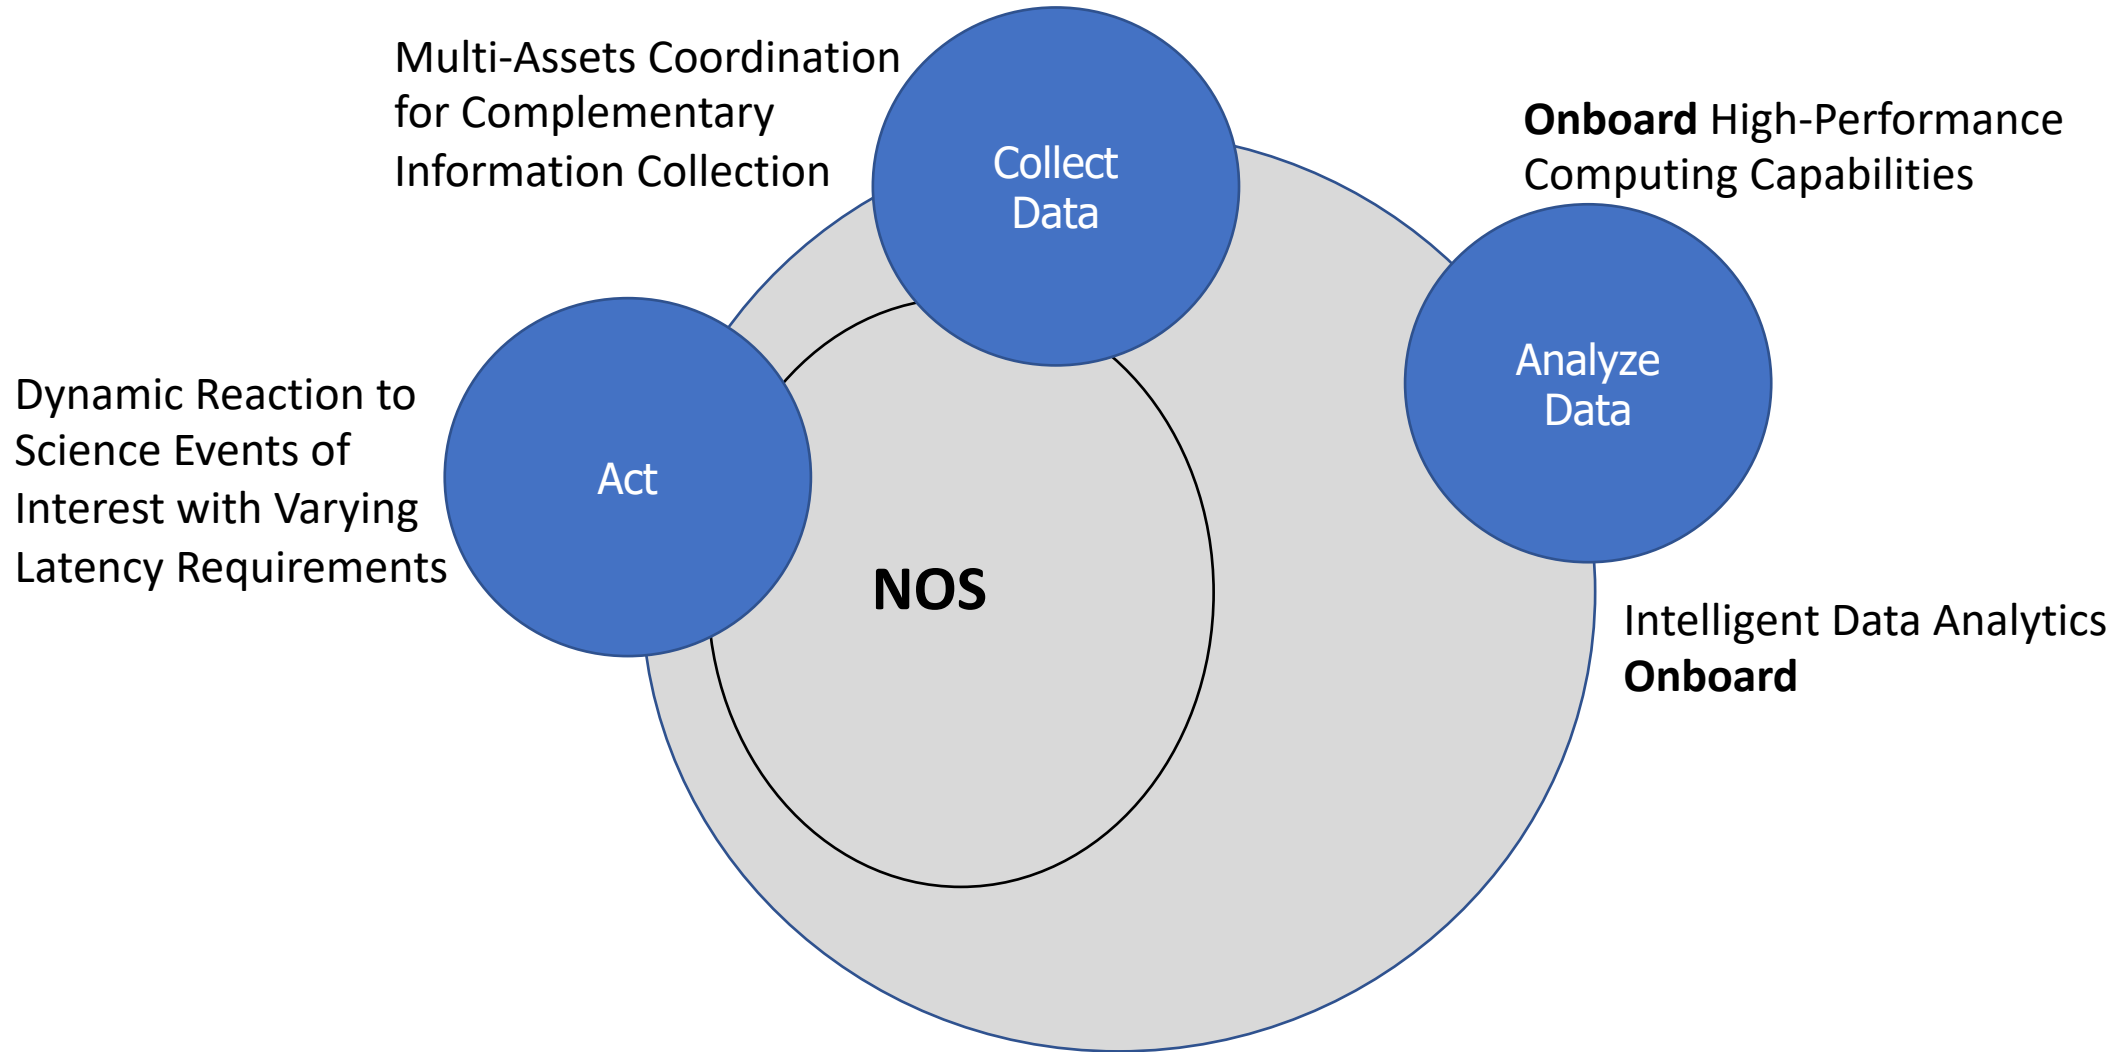 Multi-Assets Coordination
for Complementary
Information Collection
Collect
Data
Onboard High-Performance
Computing Capabilities
Analyze
Data
Dynamic Reaction to
Science Events of
Interest with Varying
Latency Requirements
Act
NOS
Intelligent Data Analytics
Onboard